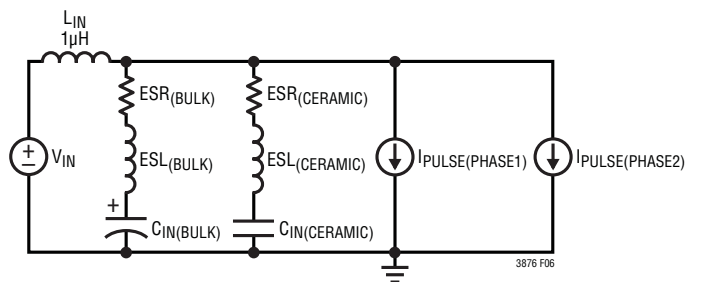 LIN
1µH
ESR(BULK)
ESR(CERAMIC)
+
−
VIN
ESL(BULK)
ESL(CERAMIC)
IPULSE(PHASE1)
IPULSE(PHASE2)
+
CIN(BULK)
CIN(CERAMIC)
3876 F06